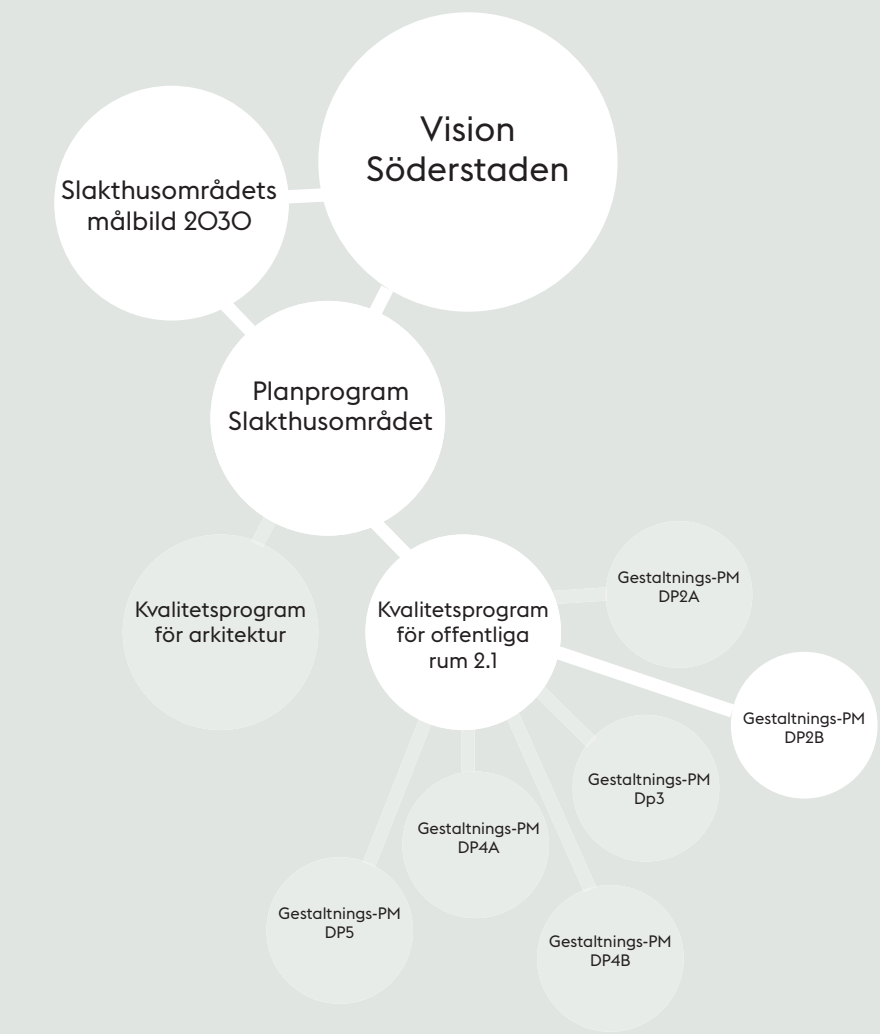 Vision
Söderstaden
Slakthusområdets
målbild 2030
Planprogram
Slakthusområdet
Kvalitetsprogram
för arkitektur
Kvalitetsprogram
för offentliga
rum 2.1
Gestaltnings-PM
DP2A
Gestaltnings-PM
DP2B
Gestaltnings-PM
Dp3
Gestaltnings-PM
DP4A
Gestaltnings-PM
DP5
Gestaltnings-PM
DP4B